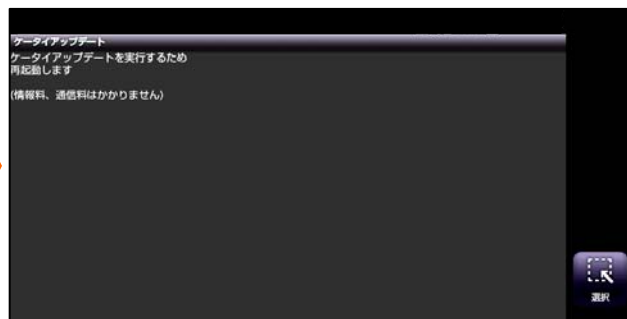 ケータイアップデート
ケータイアップデートを実行するため
再起動します
(情報料、通信料はかかりません)
選択